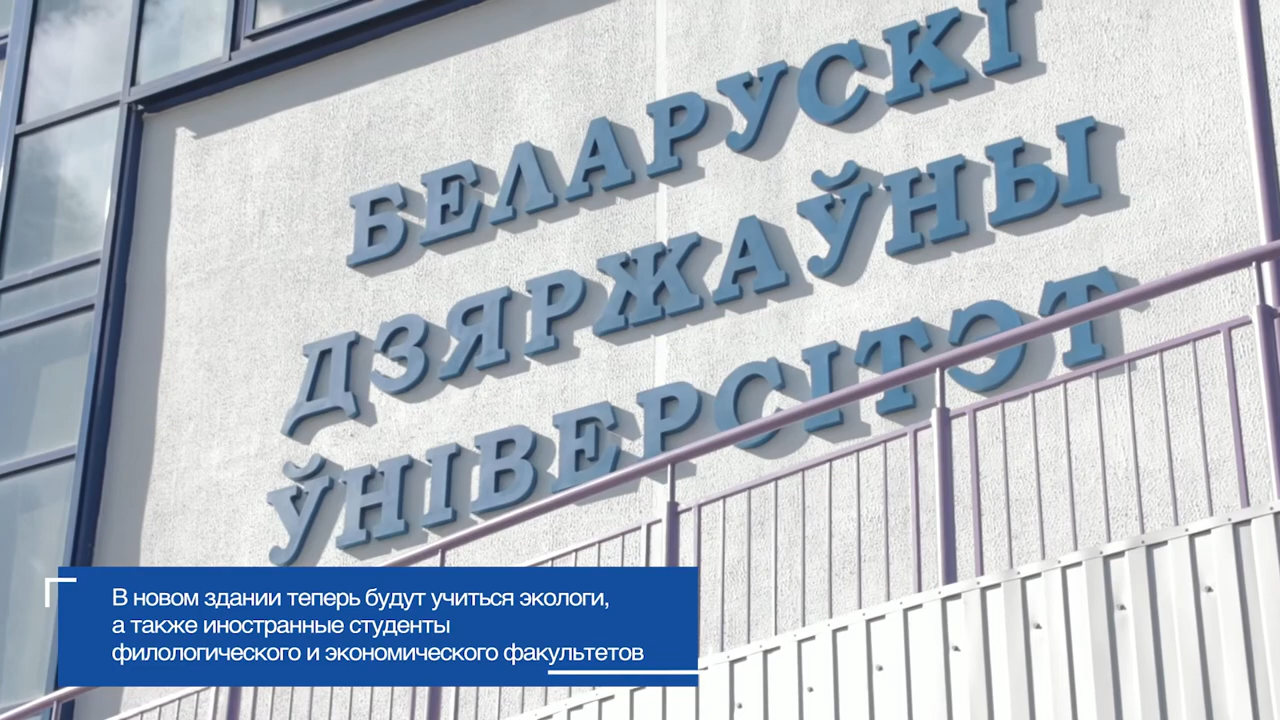 БЕЛАРУСКІ
ДЗЯРЖАЎНЫ
ЎНІВЕРСІТЭТ
В новом здании теперь будут учиться экологи,
а также иностранные студенты
филологического и экономического факультетов